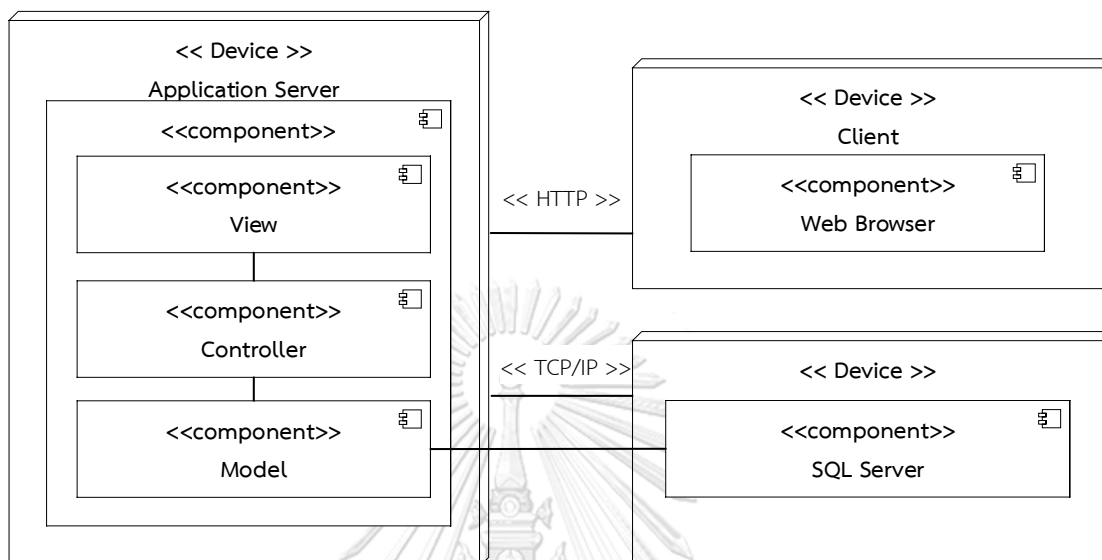 << Device >>
Application Server
<<component>>
<<component>>
View
<<component>>
Controller
<<component>>
Model
<< HTTP >>
<< TCP/IP >>
<< Device >>
Client
<<component>>
Web Browser
<< Device >>
<<component>>
SQL Server